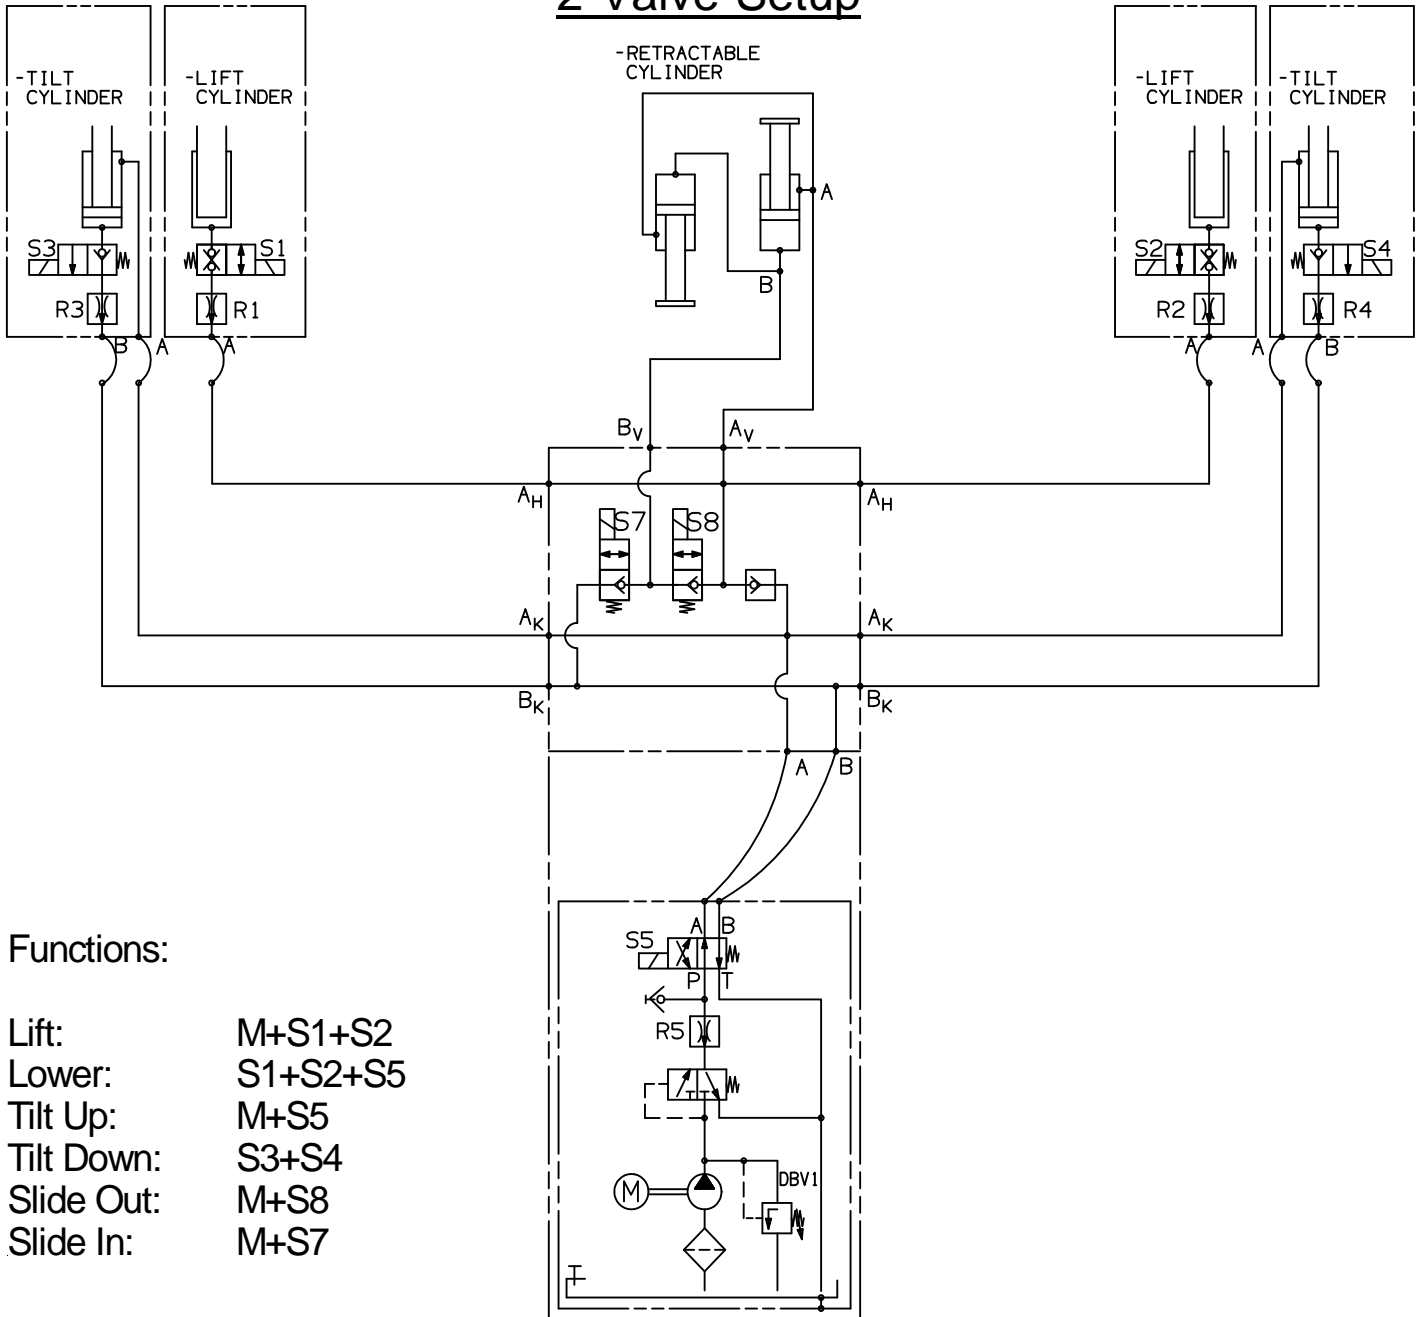 2 Valve Setup
-RETRACTABLE
CYLINDER
-TILT
CYLINDER
-LIFT
CYLINDER
-LIFT
CYLINDER
-TILT
CYLINDER
A
S3
S1
S2
S4
B
R3
R1
R2
R4
B
A
A
A
A
B
BV
AV
AH
AH
S7
S8
AK
AK
BK
BK
A
B
A
B
S5
P
T
R5
M
DBV1
T
Functions:
Lift: M+S1+S2
Lower: S1+S2+S5
Tilt Up: M+S5
Tilt Down: S3+S4
Slide Out: M+S8
Slide In: M+S7